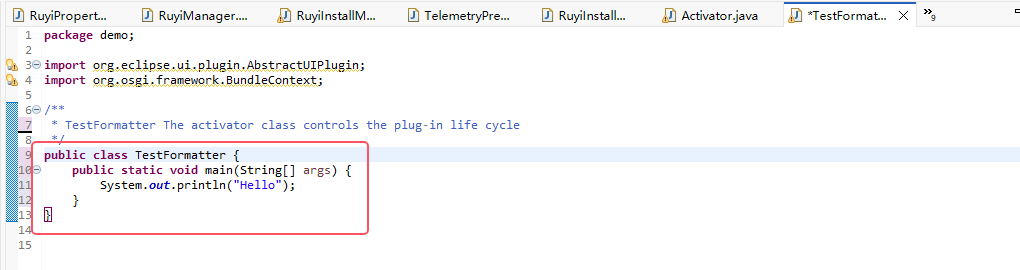 RuyiPropert... RuyiManager.... RuyiInstallM... TelemetryPre... RuyiInstall... Activator.java *TestFormat... »9
1 package demo;
2
3 import org.eclipse.ui.plugin.AbstractUIPlugin;
4 import org.osgi.framework.BundleContext;
5
6 /**
7 * TestFormatter The activator class controls the plug-in life cycle
8 */
9 public class TestFormatter {
10 public static void main(String[] args) {
11 System.out.println("Hello");
12 }
13 }
14
15